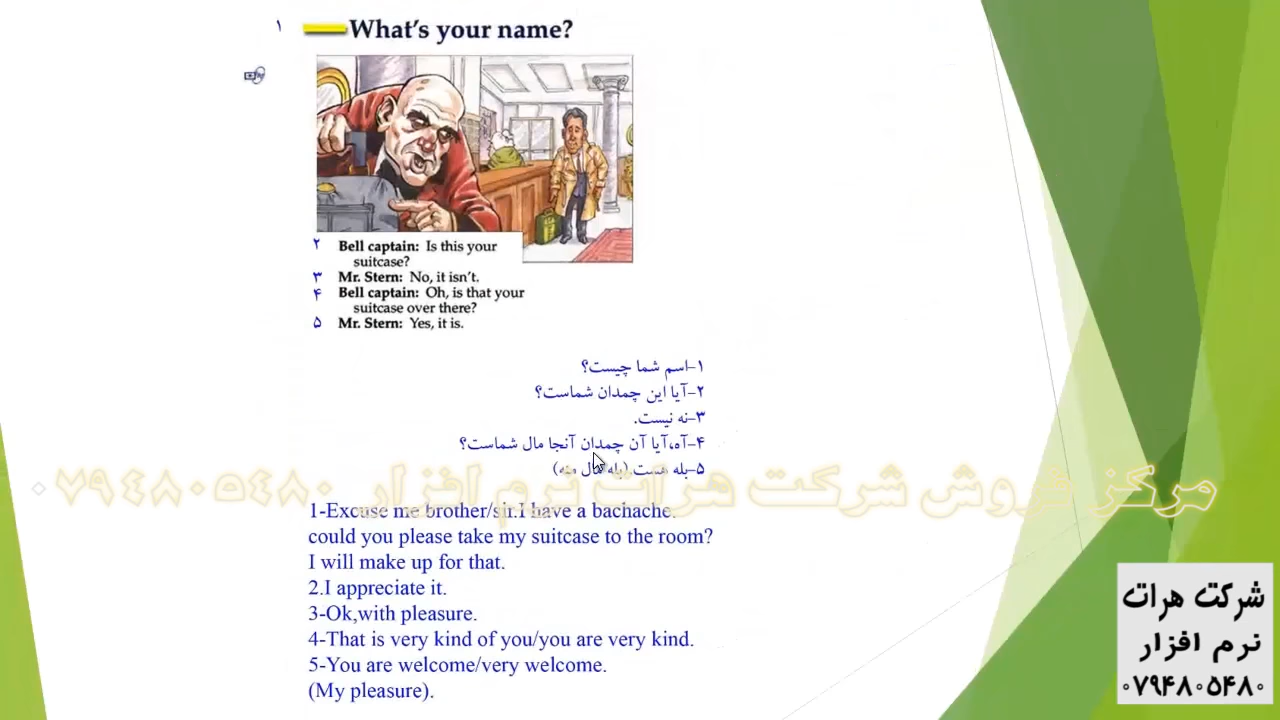 ۱ What's your name?
۲ Bell captain: Is this your
suitcase?
۳ Mr. Stern: No, it isn't.
۴ Bell captain: Oh, is that your
suitcase over there?
۵ Mr. Stern: Yes, it is.
۱-اسم شما چیست؟
۲-آیا این چمدان شماست؟
۳-نه نیست.
۴-آه،آیا آن چمدان آنجا مال شماست؟
۵-بله هست (بله مال منه)
مرکز فروش شرکت هرات نرم افزار ۰۷۹۴۸۰۵۴۸۰
1-Excuse me brother/sir.I have a bachache.
could you please take my suitcase to the room?
I will make up for that.
2.I appreciate it.
3-Ok,with pleasure.
4-That is very kind of you/you are very kind.
5-You are welcome/very welcome.
(My pleasure).
شرکت هرات
نرم افزار
۰۷۹۴۸۰۵۴۸۰